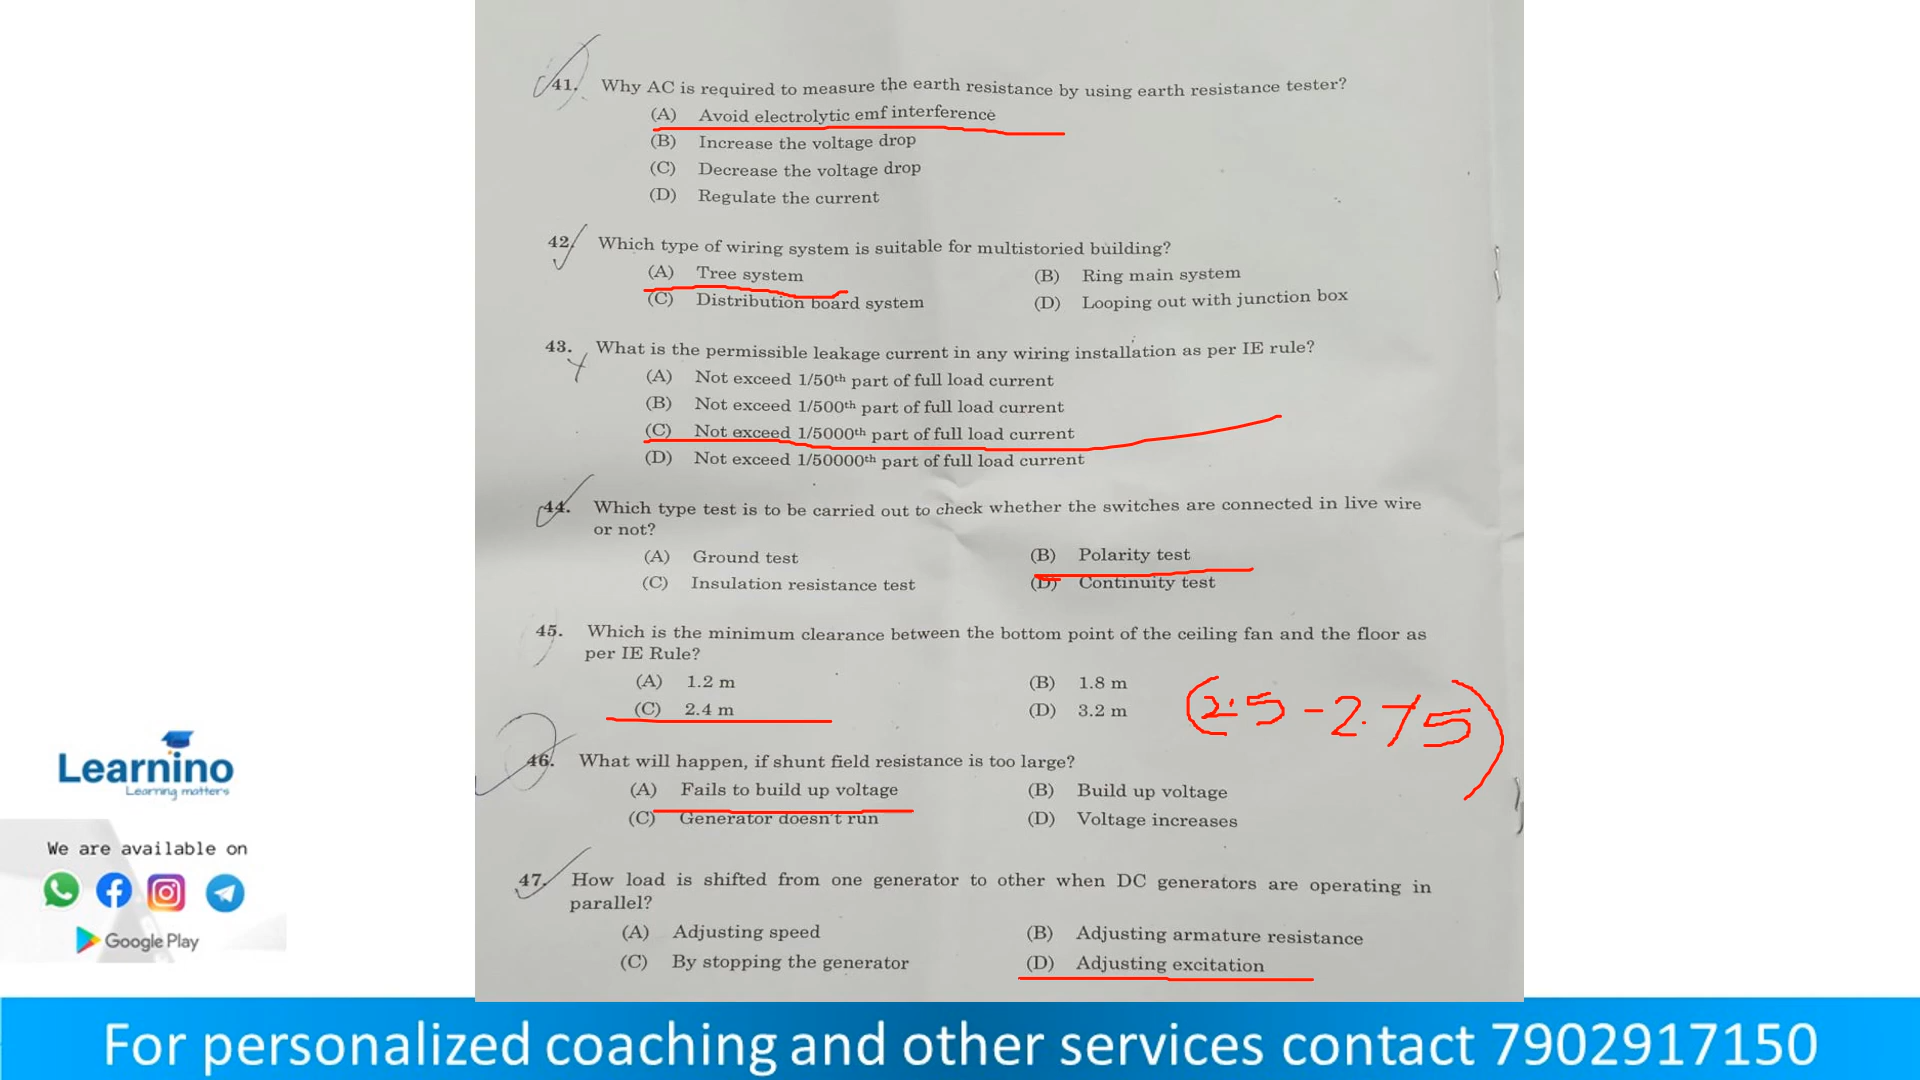 41. Why AC is required to measure the earth resistance by using earth resistance tester?
(A) Avoid electrolytic emf interference
(B) Increase the voltage drop
(C) Decrease the voltage drop
(D) Regulate the current
42. Which type of wiring system is suitable for multistoried building?
(A) Tree system (B) Ring main system
(C) Distribution board system (D) Looping out with junction box
43. What is the permissible leakage current in any wiring installation as per IE rule?
(A) Not exceed 1/50th part of full load current
(B) Not exceed 1/500th part of full load current
(C) Not exceed 1/5000th part of full load current
(D) Not exceed 1/50000th part of full load current
44. Which type test is to be carried out to check whether the switches are connected in live wire
or not?
(A) Ground test (B) Polarity test
(C) Insulation resistance test (D) Continuity test
45. Which is the minimum clearance between the bottom point of the ceiling fan and the floor as
per IE Rule?
(A) 1.2 m (B) 1.8 m
(C) 2.4 m (D) 3.2 m
(2.5-2.75)
46. What will happen, if shunt field resistance is too large?
(A) Fails to build up voltage (B) Build up voltage
(C) Generator doesn't run (D) Voltage increases
47. How load is shifted from one generator to other when DC generators are operating in
parallel?
(A) Adjusting speed (B) Adjusting armature resistance
(C) By stopping the generator (D) Adjusting excitation
Learnino
Learning matters
We are available on
Google Play
For personalized coaching and other services contact 7902917150